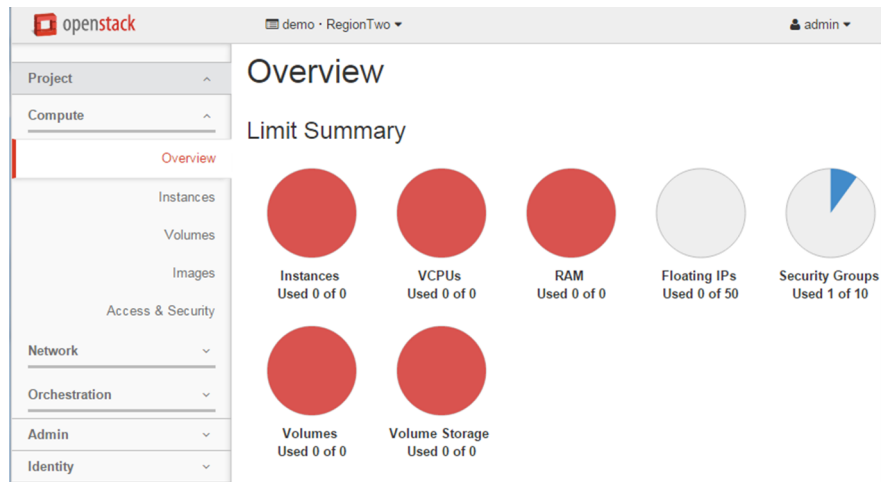 openstack
demo · RegionTwo
admin
Project
Compute
Overview
Instances
Volumes
Images
Access & Security
Network
Orchestration
Admin
Identity
Overview
Limit Summary
Instances
Used 0 of 0
VCPUs
Used 0 of 0
RAM
Used 0 of 0
Floating IPs
Used 0 of 50
Security Groups
Used 1 of 10
Volumes
Used 0 of 0
Volume Storage
Used 0 of 0